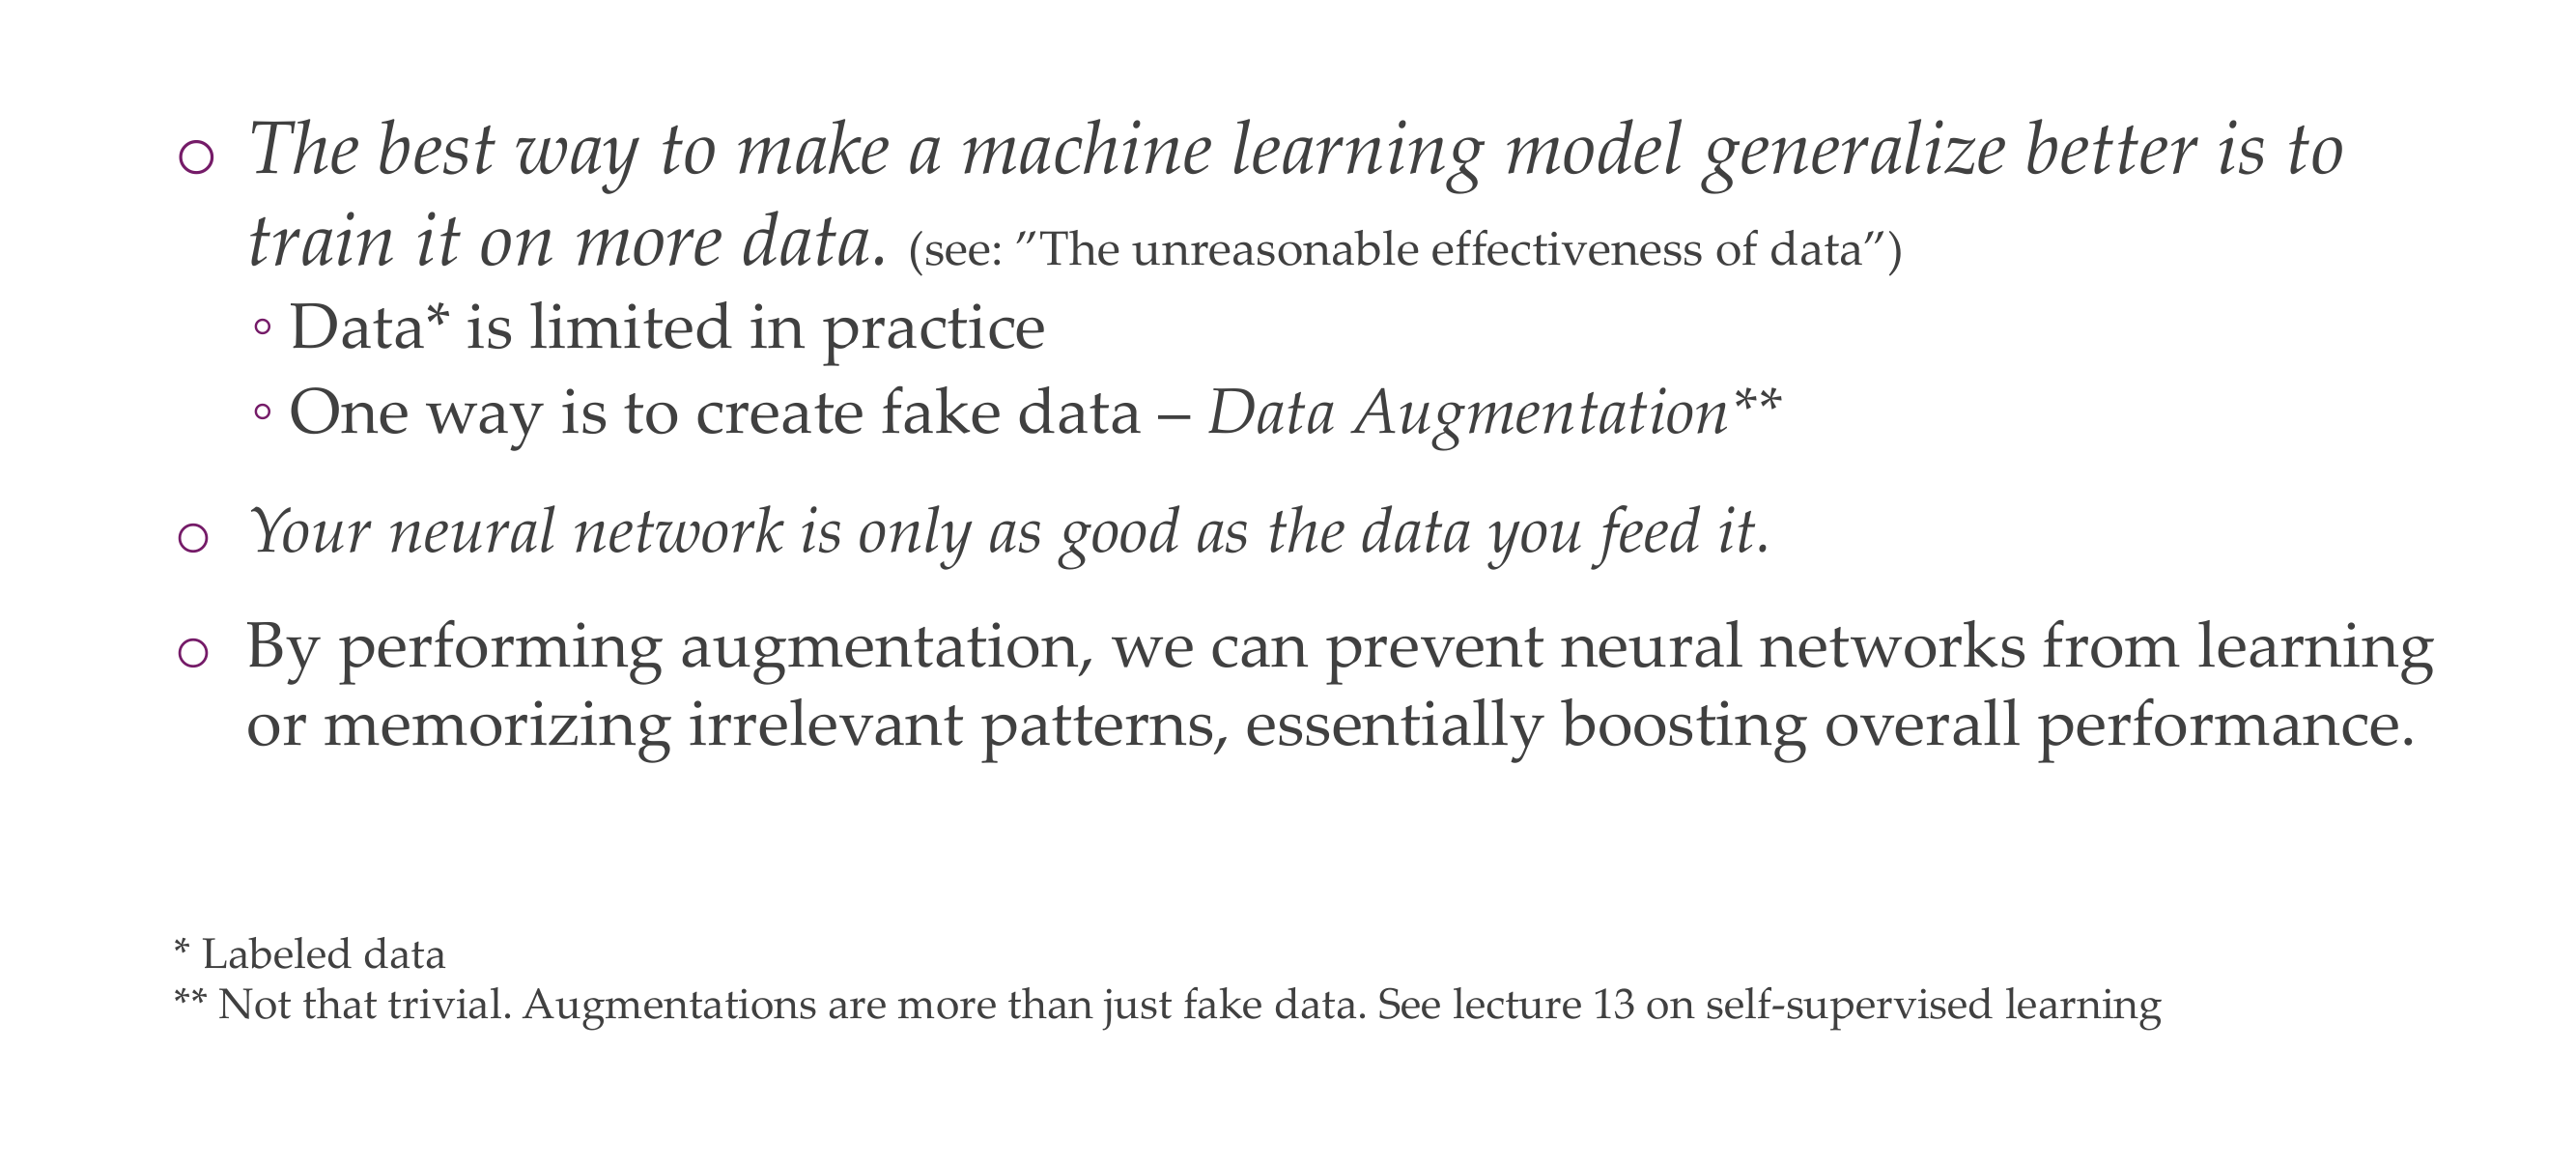 ○ The best way to make a machine learning model generalize better is to
train it on more data. (see: ”The unreasonable effectiveness of data”)
◦ Data* is limited in practice
◦ One way is to create fake data – Data Augmentation**
○ Your neural network is only as good as the data you feed it.
○ By performing augmentation, we can prevent neural networks from learning
or memorizing irrelevant patterns, essentially boosting overall performance.
* Labeled data
** Not that trivial. Augmentations are more than just fake data. See lecture 13 on self-supervised learning